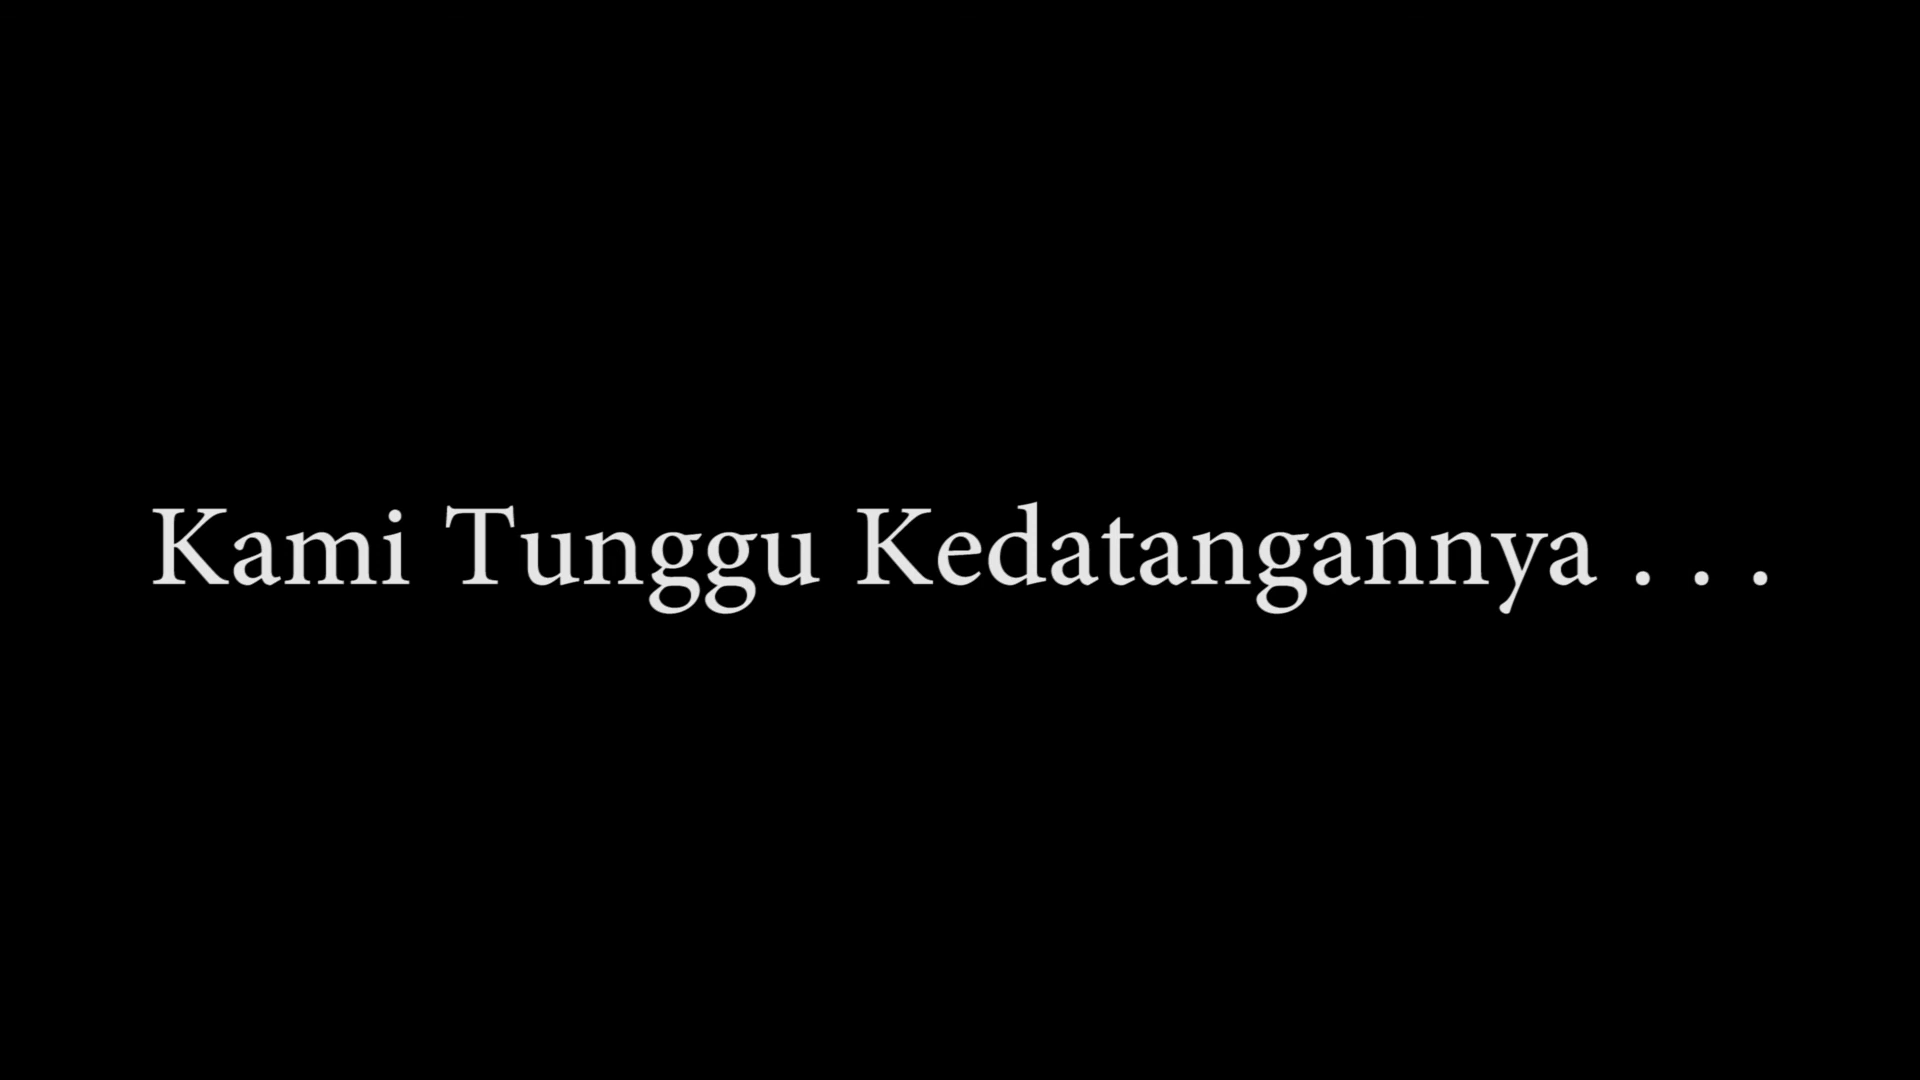 Kami Tunggu Kedatangannya . . .